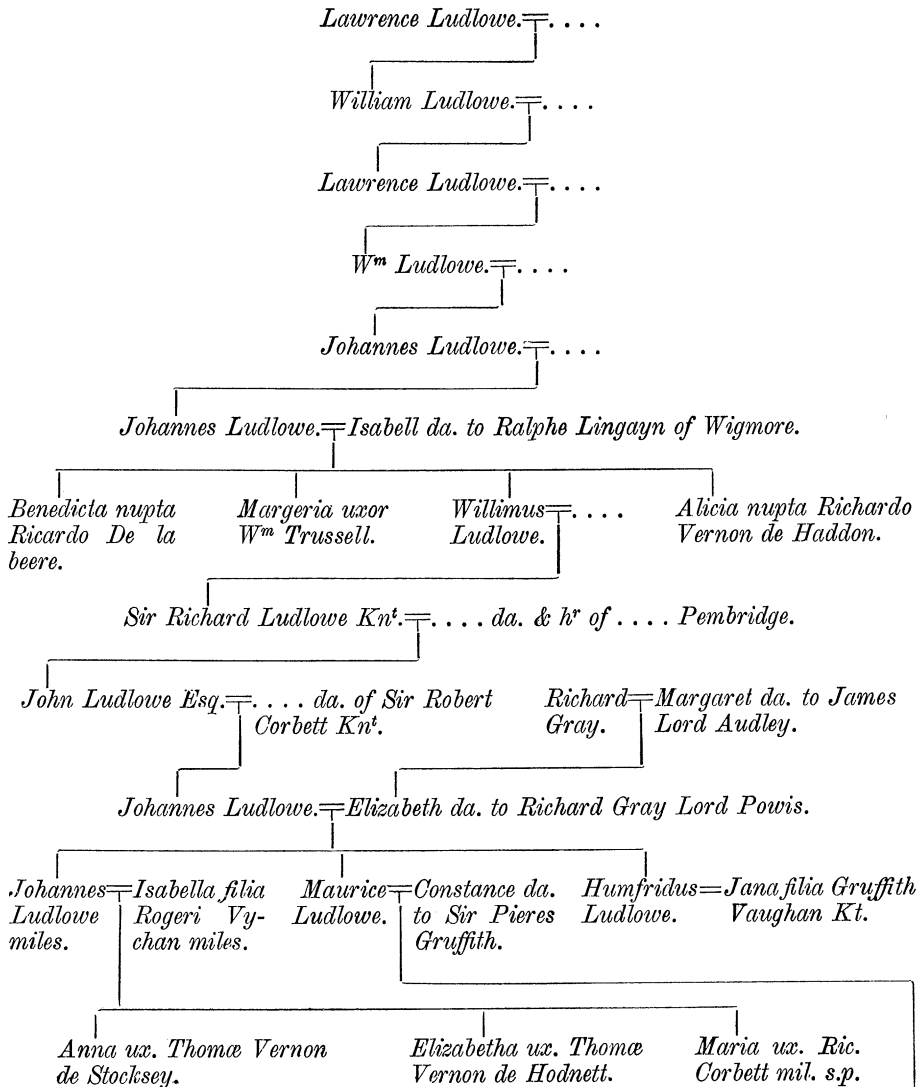 Lawrence Ludlowe. . . . .
William Ludlowe. . . . .
Lawrence Ludlowe. . . . .
Wᵐ Ludlowe. . . . .
Johannes Ludlowe. . . . .
Johannes Ludlowe. Isabell da. to Ralphe Lingayn of Wigmore.
Benedicta nupta
Ricardo De la
beere.
Margeria uxor
Wᵐ Trussell.
Willimus . . . .
Ludlowe.
Alicia nupta Richardo
Vernon de Haddon.
Sir Richard Ludlowe Knᵗ. . . . . da. & hʳ of . . . . Pembridge.
John Ludlowe Esq. . . . . da. of Sir Robert
Corbett Knᵗ.
Richard
Gray.
Margaret da. to James
Lord Audley.
Johannes Ludlowe. Elizabeth da. to Richard Gray Lord Powis.
Johannes
Ludlowe
miles.
Isabella filia
Rogeri Vy-
chan miles.
Maurice
Ludlowe.
Constance da.
to Sir Pieres
Gruffith.
Humfridus
Ludlowe.
Jana filia Gruffith
Vaughan Kt.
Anna ux. Thomæ Vernon
de Stocksey.
Elizabetha ux. Thomæ
Vernon de Hodnett.
Maria ux. Ric.
Corbett mil. s.p.